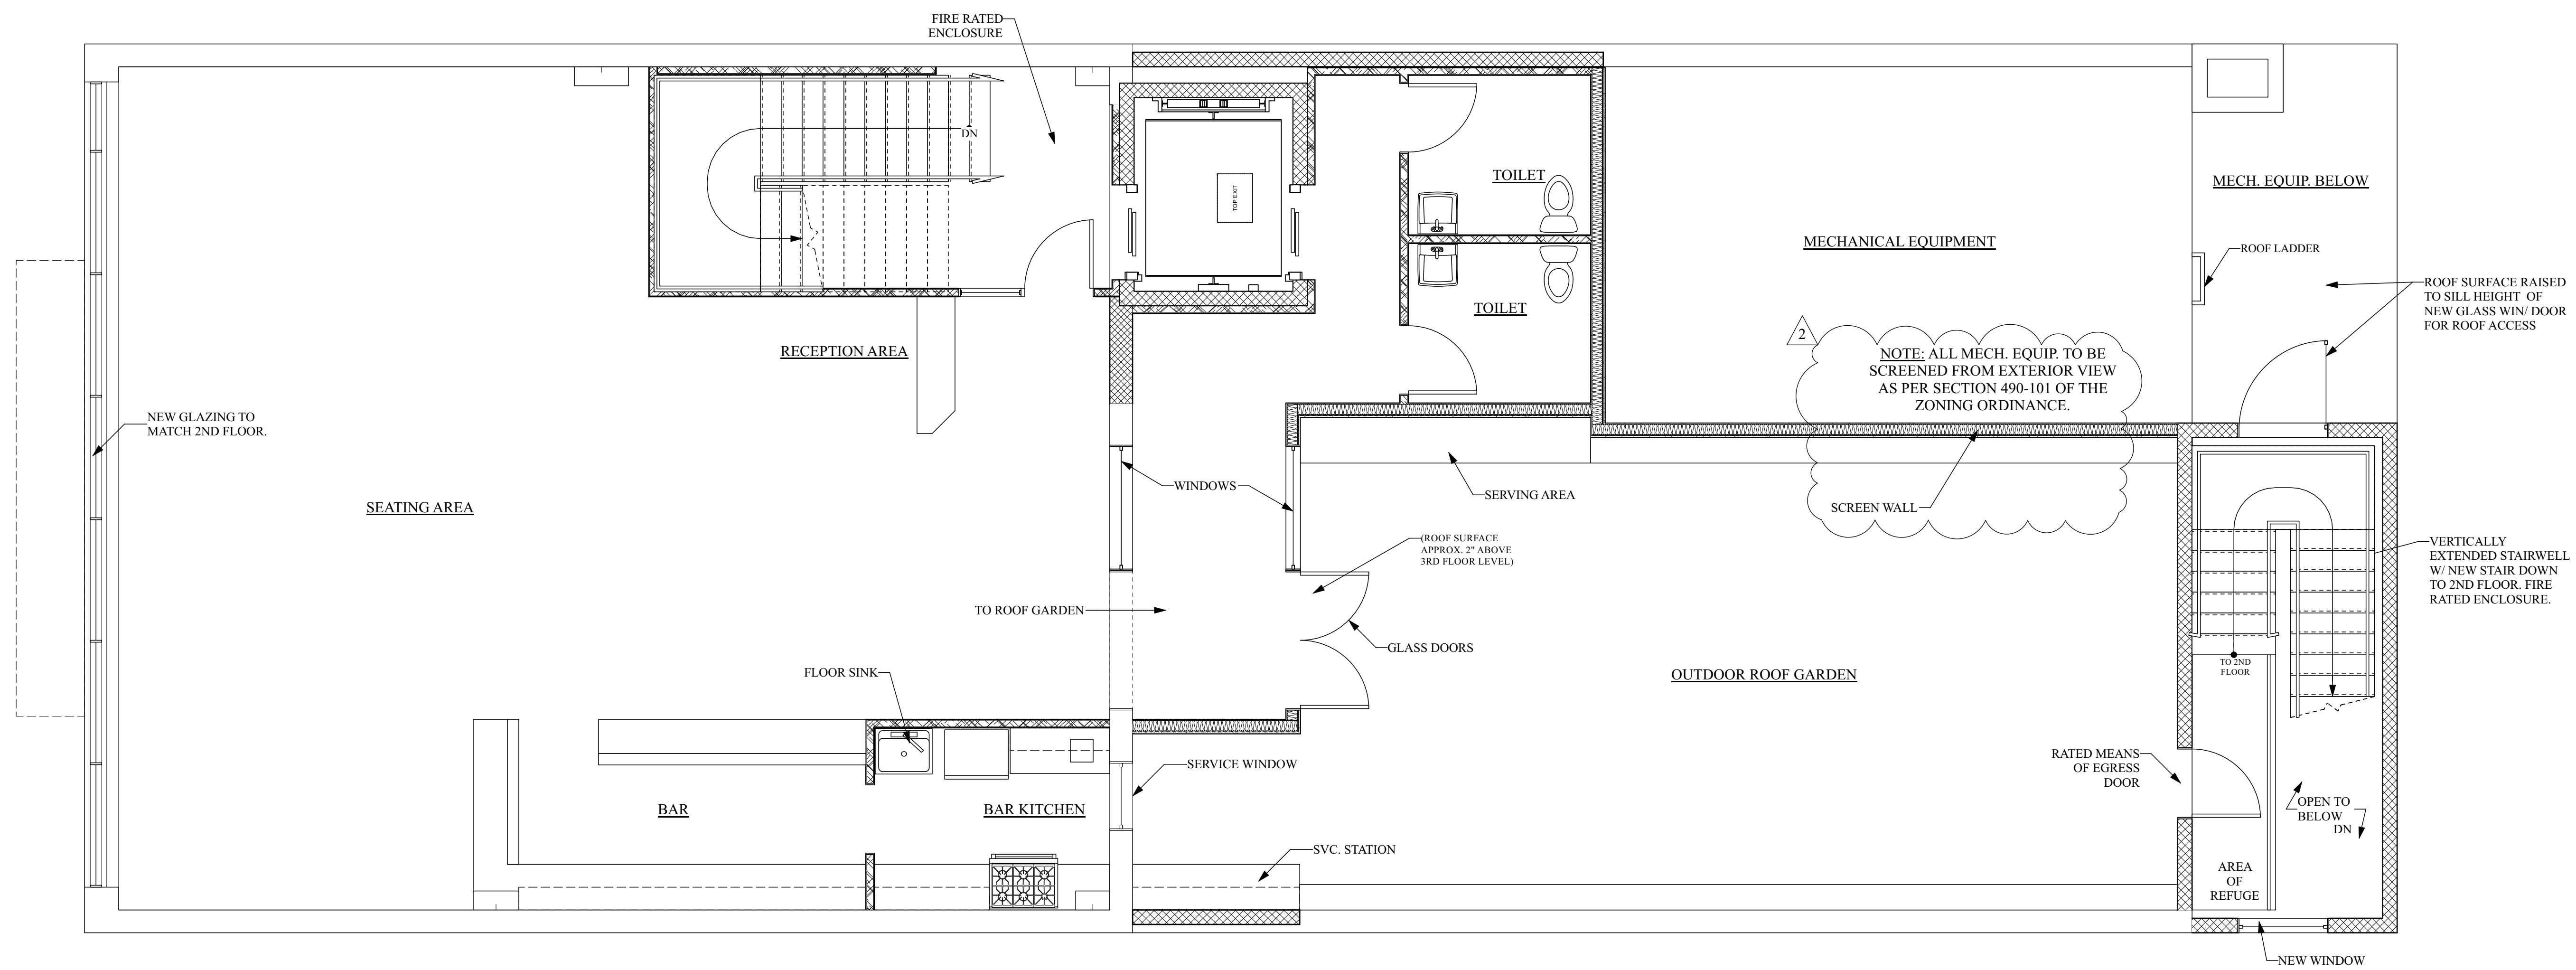 FIRE RATED
ENCLOSURE
DN
TOP EXIT
TOILET
TOILET
MECH. EQUIP. BELOW
MECHANICAL EQUIPMENT
ROOF LADDER
ROOF SURFACE RAISED
TO SILL HEIGHT OF
NEW GLASS WIN/ DOOR
FOR ROOF ACCESS
2
NOTE: ALL MECH. EQUIP. TO BE
SCREENED FROM EXTERIOR VIEW
AS PER SECTION 490-101 OF THE
ZONING ORDINANCE.
RECEPTION AREA
NEW GLAZING TO
MATCH 2ND FLOOR.
SEATING AREA
WINDOWS
SERVING AREA
SCREEN WALL
(ROOF SURFACE
APPROX. 2" ABOVE
3RD FLOOR LEVEL)
VERTICALLY
EXTENDED STAIRWELL
W/ NEW STAIR DOWN
TO 2ND FLOOR. FIRE
RATED ENCLOSURE.
TO ROOF GARDEN
GLASS DOORS
FLOOR SINK
OUTDOOR ROOF GARDEN
TO 2ND
FLOOR
SERVICE WINDOW
RATED MEANS
OF EGRESS
DOOR
BAR
BAR KITCHEN
OPEN TO
BELOW
DN
SVC. STATION
AREA
OF
REFUGE
NEW WINDOW